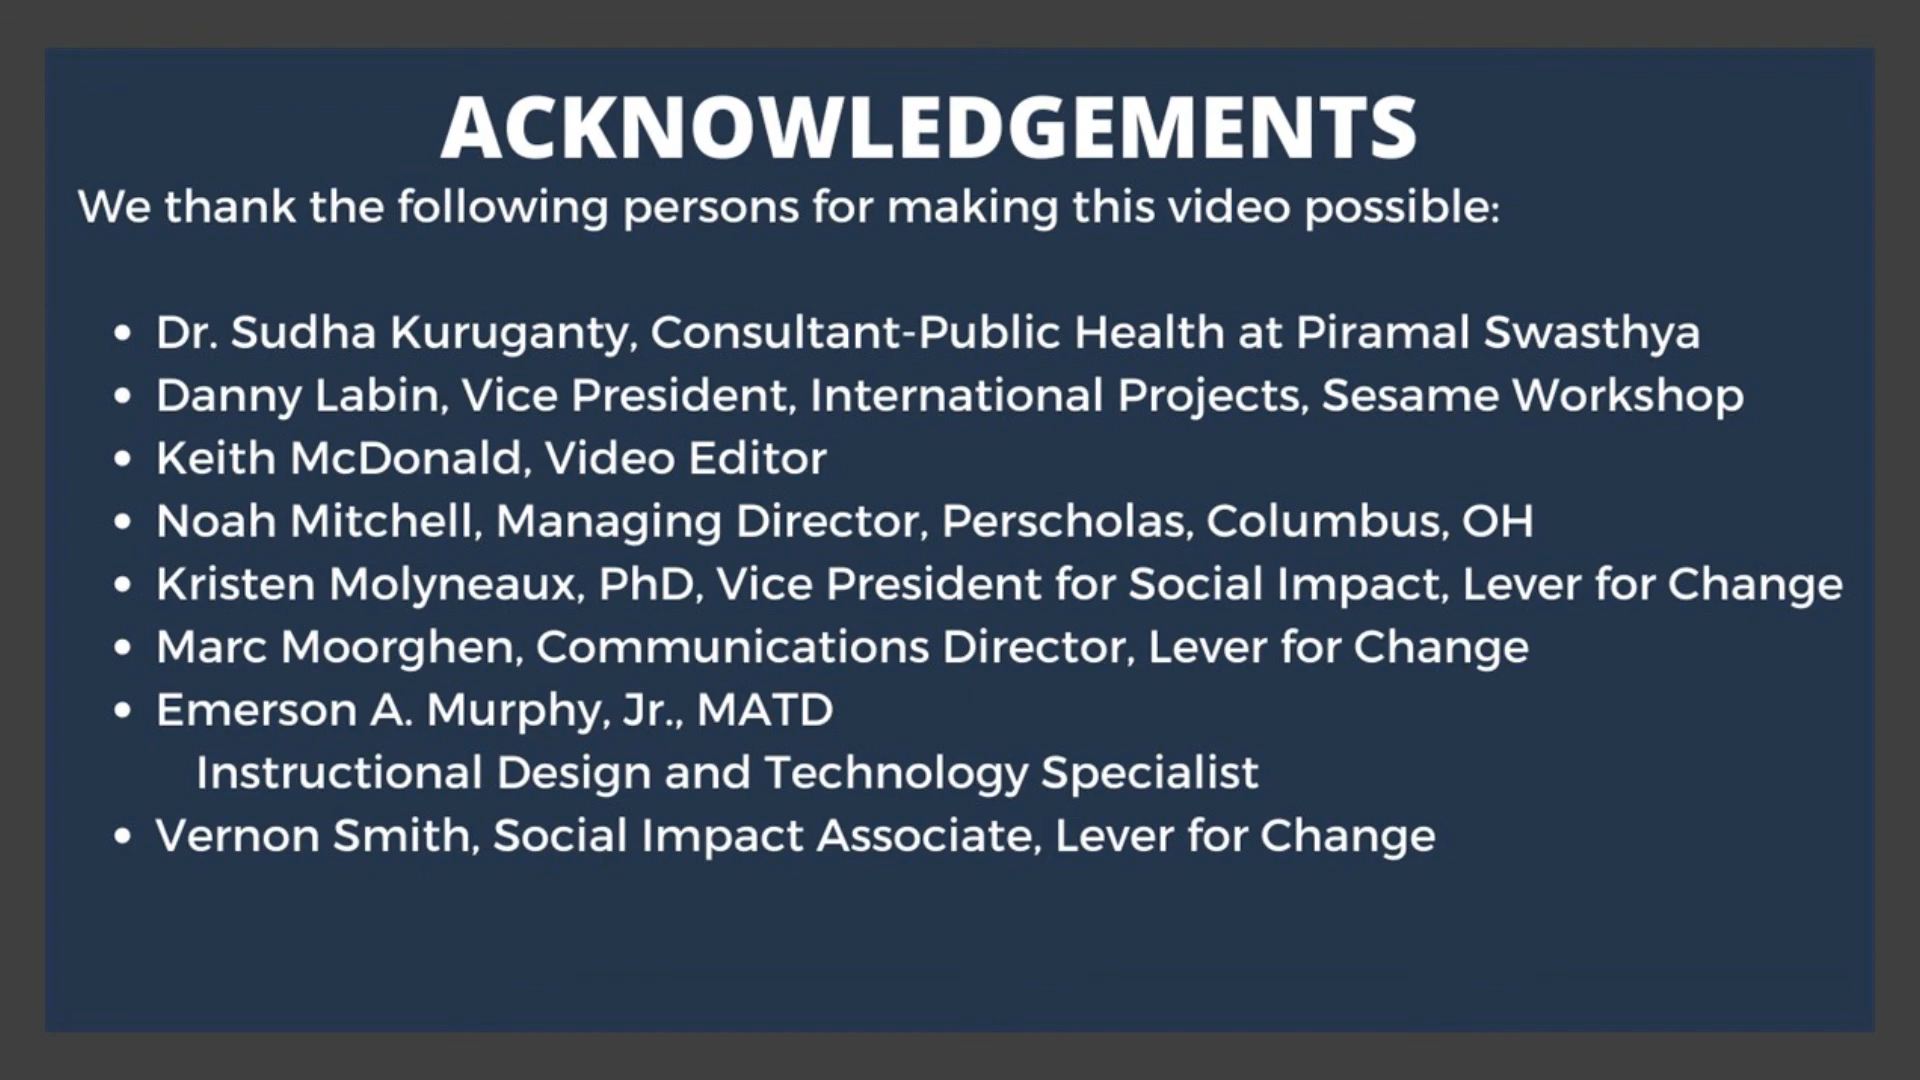 ACKNOWLEDGEMENTS
We thank the following persons for making this video possible:
• Dr. Sudha Kuruganty, Consultant-Public Health at Piramal Swasthya
• Danny Labin, Vice President, International Projects, Sesame Workshop
• Keith McDonald, Video Editor
• Noah Mitchell, Managing Director, Perscholas, Columbus, OH
• Kristen Molyneaux, PhD, Vice President for Social Impact, Lever for Change
• Marc Moorghen, Communications Director, Lever for Change
• Emerson A. Murphy, Jr., MATD
Instructional Design and Technology Specialist
• Vernon Smith, Social Impact Associate, Lever for Change